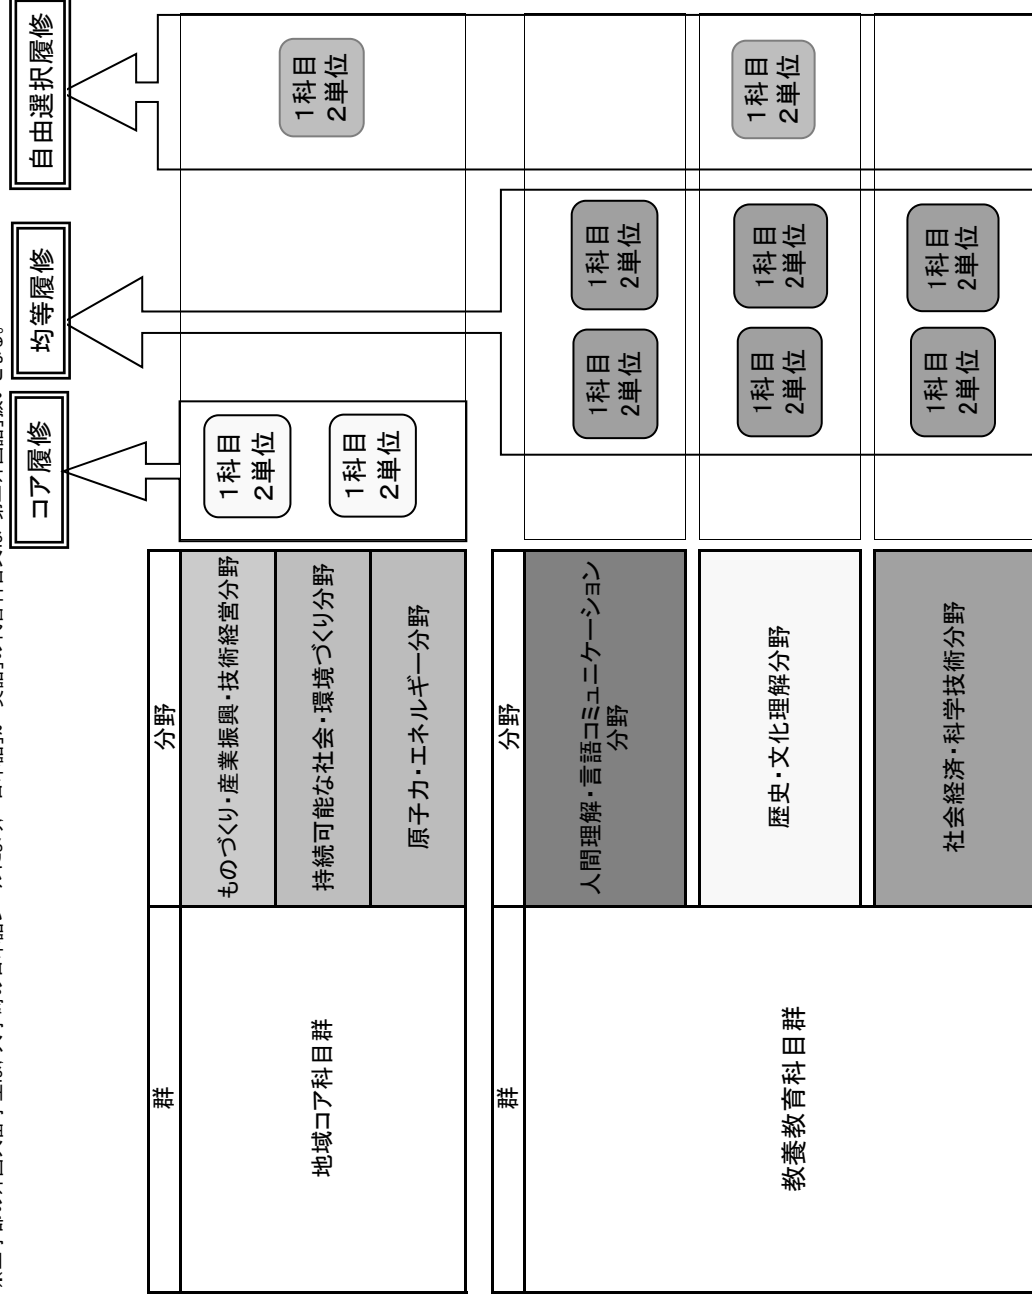 コア履修
均等履修
自由選択履修
群
分野
地域コア科目群
ものづくり・産業振興・技術経営分野
1科目
2単位
1科目
2単位
1科目
2単位
持続可能な社会・環境づくり分野
原子力・エネルギー分野
群
分野
教養教育科目群
人間理解・言語コミュニケーション
分野
1科目
2単位
1科目
2単位
歴史・文化理解分野
1科目
2単位
1科目
2単位
1科目
2単位
社会経済・科学技術分野
1科目
2単位
1科目
2単位